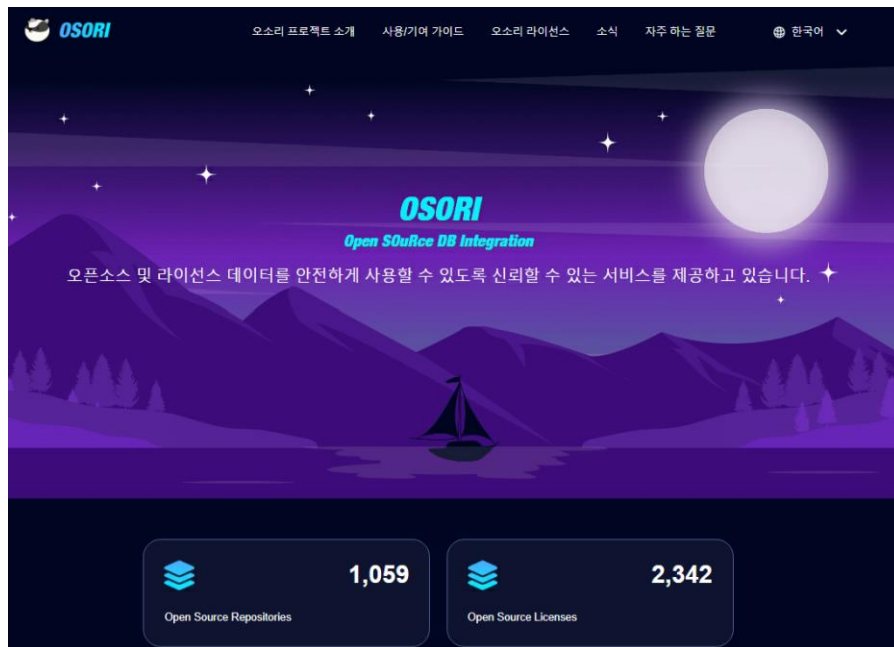 OSORI
오소리 프로젝트 소개 사용/기여 가이드 오소리 라이선스 소식 자주 하는 질문 한국어
OSORI
Open SOuRce DB Integration
오픈소스 및 라이선스 데이터를 안전하게 사용할 수 있도록 신뢰할 수 있는 서비스를 제공하고 있습니다.
1,059
Open Source Repositories
2,342
Open Source Licenses